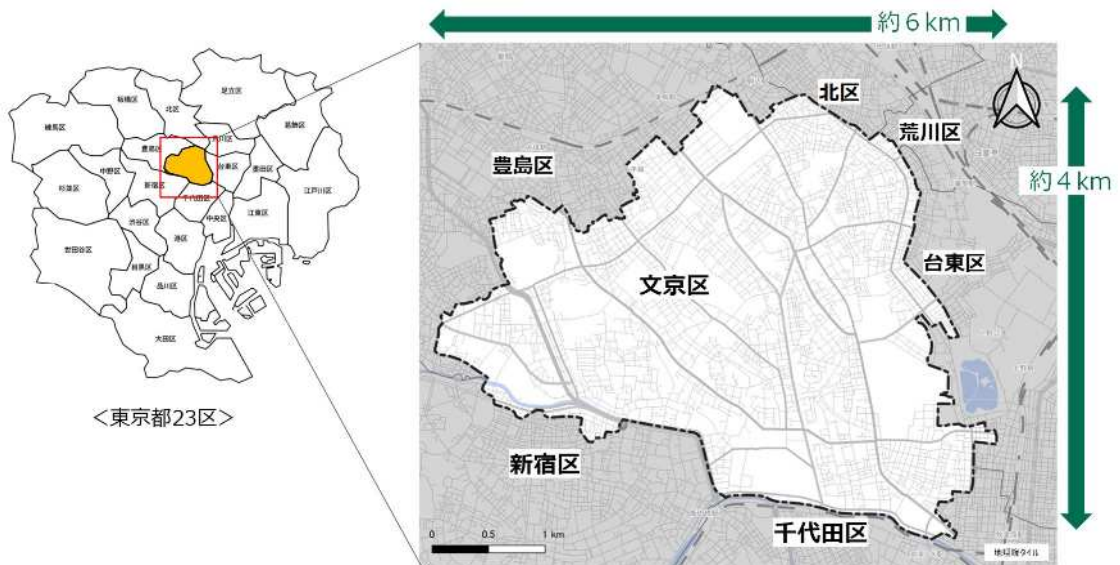 約6km
足立区
板橋区
北区
葛飾区
練馬区
豊島区
荒川区
台東区
墨田区
中野区
杉並区
新宿区
千代田区
江戸川区
中央区
江東区
渋谷区
港区
世田谷区
目黒区
品川区
大田区
<東京都23区>
N
北区
荒川区
豊島区
約4km
台東区
文京区
新宿区
千代田区
0 0.5 1 km
地理院タイル